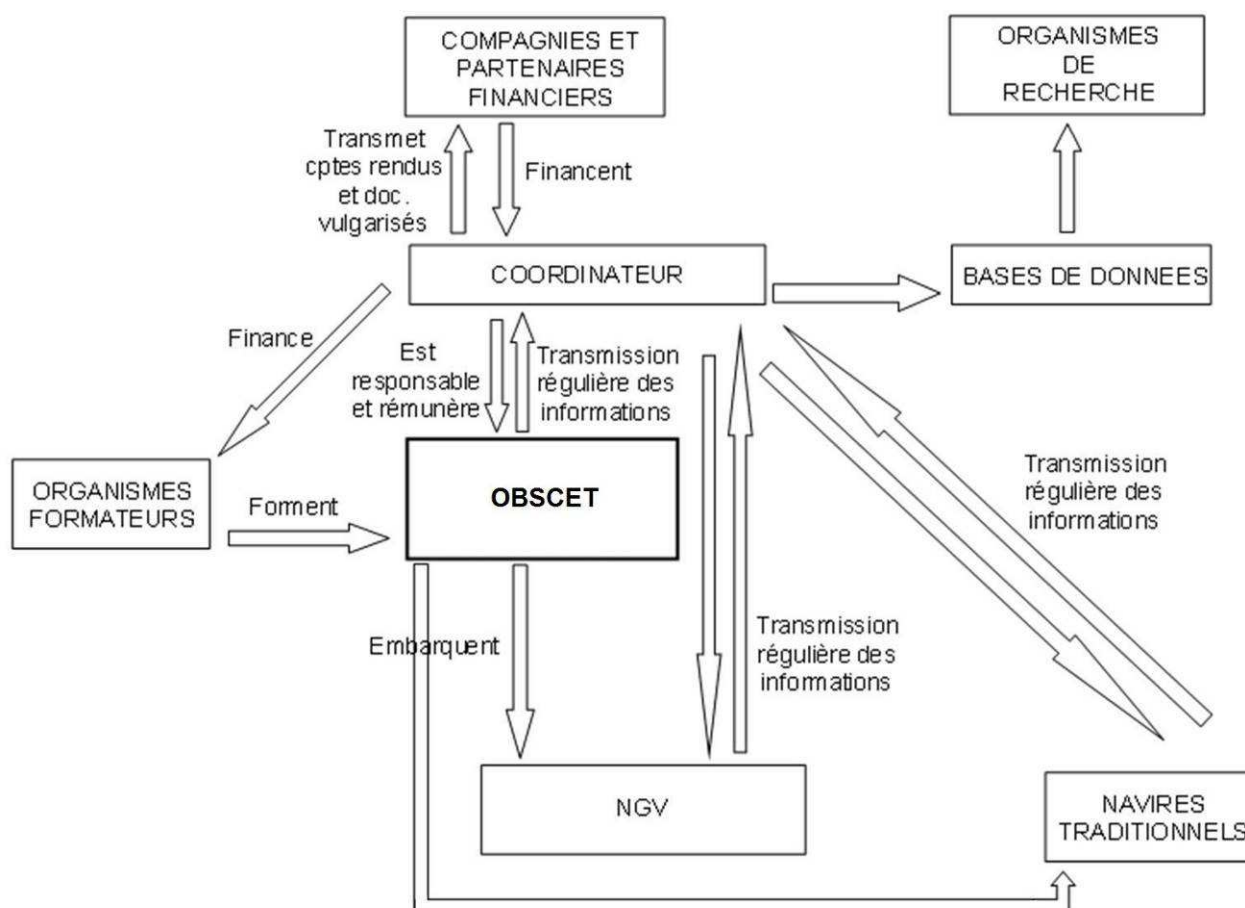 COMPAGNIES ET
PARTENAIRES
FINANCIERS
ORGANISMES
DE
RECHERCHE
Transmet
cptes rendus
et doc.
vulgarisés
Financent
COORDINATEUR
BASES DE DONNEES
Finance
Est
responsable
et rémunère
Transmission
régulière des
informations
ORGANISMES
FORMATEURS
Forment
OBSCET
Transmission
régulière des
informations
Embarquent
Transmission
régulière des
informations
NGV
NAVIRES
TRADITIONNELS